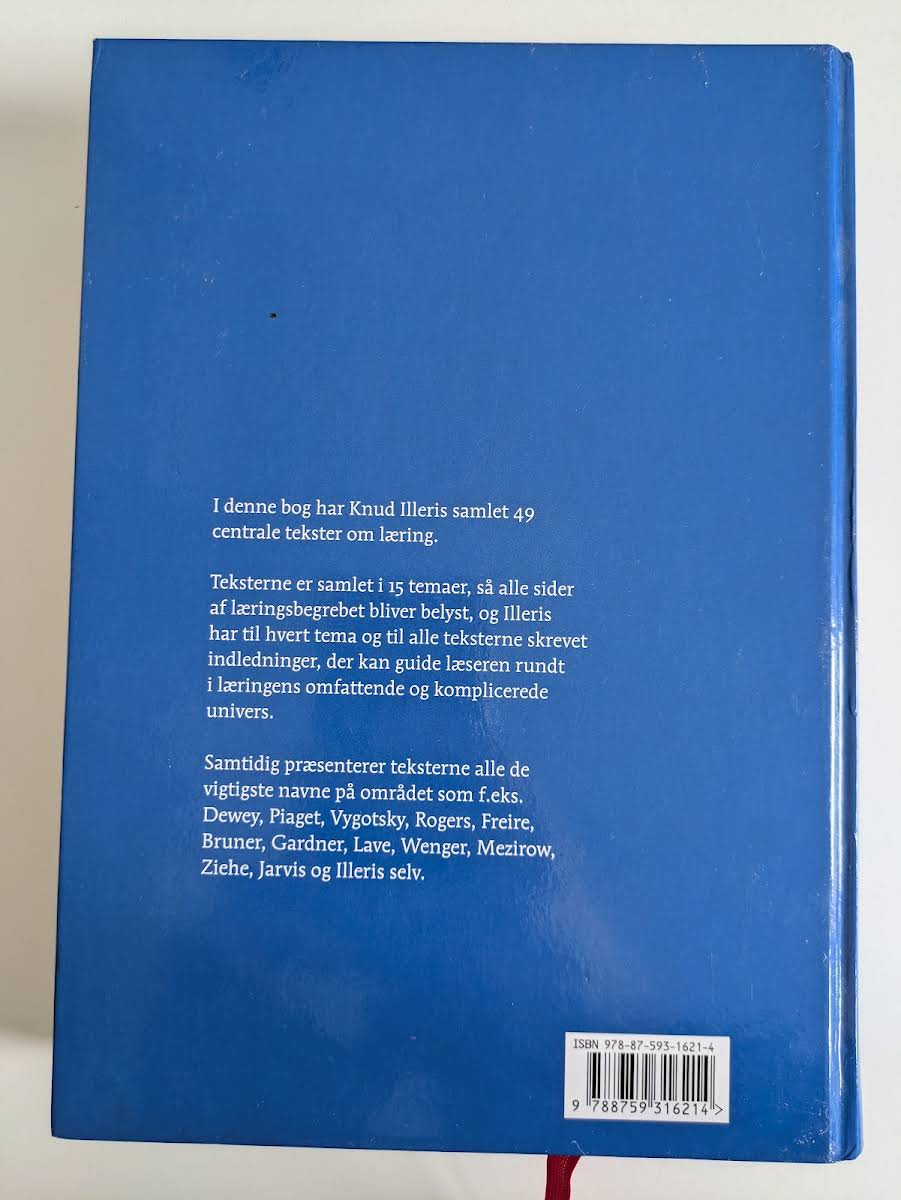 I denne bog har Knud Illeris samlet 49
centrale tekster om læring.
Teksterne er samlet i 15 temaer, så alle sider
af læringsbegrebet bliver belyst, og Illeris
har til hvert tema og til alle teksterne skrevet
indledninger, der kan guide læseren rundt
i læringens omfattende og komplicerede
univers.
Samtidig præsenterer teksterne alle de
vigtigste navne på området som f.eks.
Dewey, Piaget, Vygotsky, Rogers, Freire,
Bruner, Gardner, Lave, Wenger, Mezirow,
Ziehe, Jarvis og Illeris selv.
ISBN 978-87-593-1621-4
9 788759 316214 >